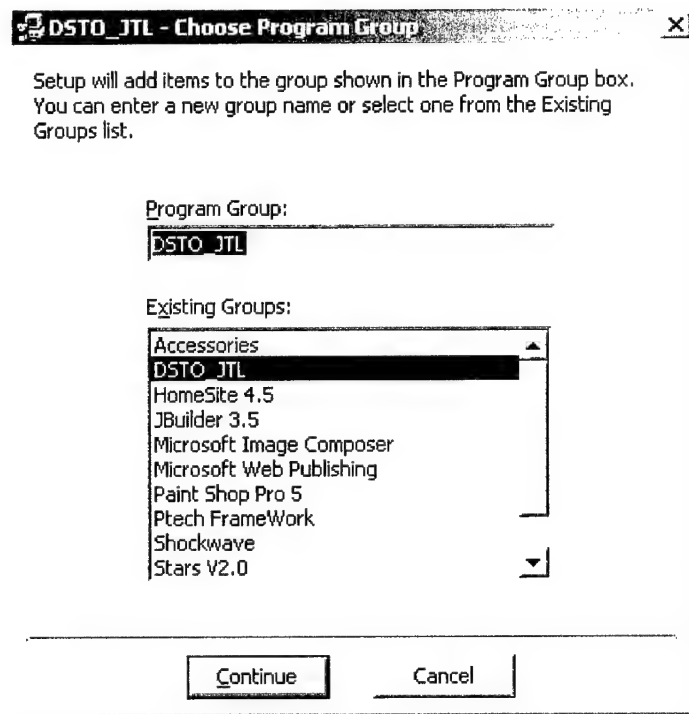 DSTO_JTL - Choose Program Group
Setup will add items to the group shown in the Program Group box.
You can enter a new group name or select one from the Existing
Groups list.
Program Group:
DSTO_JTL
Existing Groups:
Accessories
DSTO_JTL
HomeSite 4.5
JBuilder 3.5
Microsoft Image Composer
Microsoft Web Publishing
Paint Shop Pro 5
Ptech FrameWork
Shockwave
Stars V2.0
Continue
Cancel